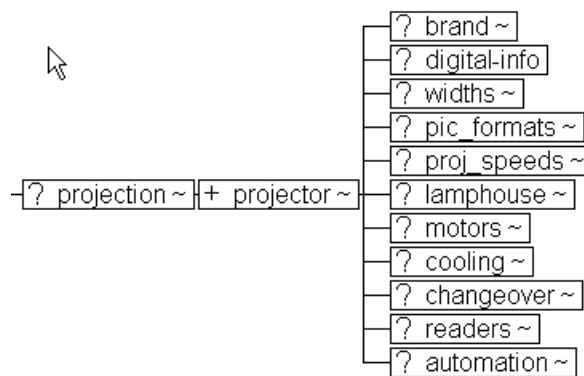 ? brand ~
? digital-info
? widths ~
? pic_formats ~
? proj_speeds ~
? projection ~ + projector ~ ? lamphouse ~
? motors ~
? cooling ~
? changeover ~
? readers ~
? automation ~